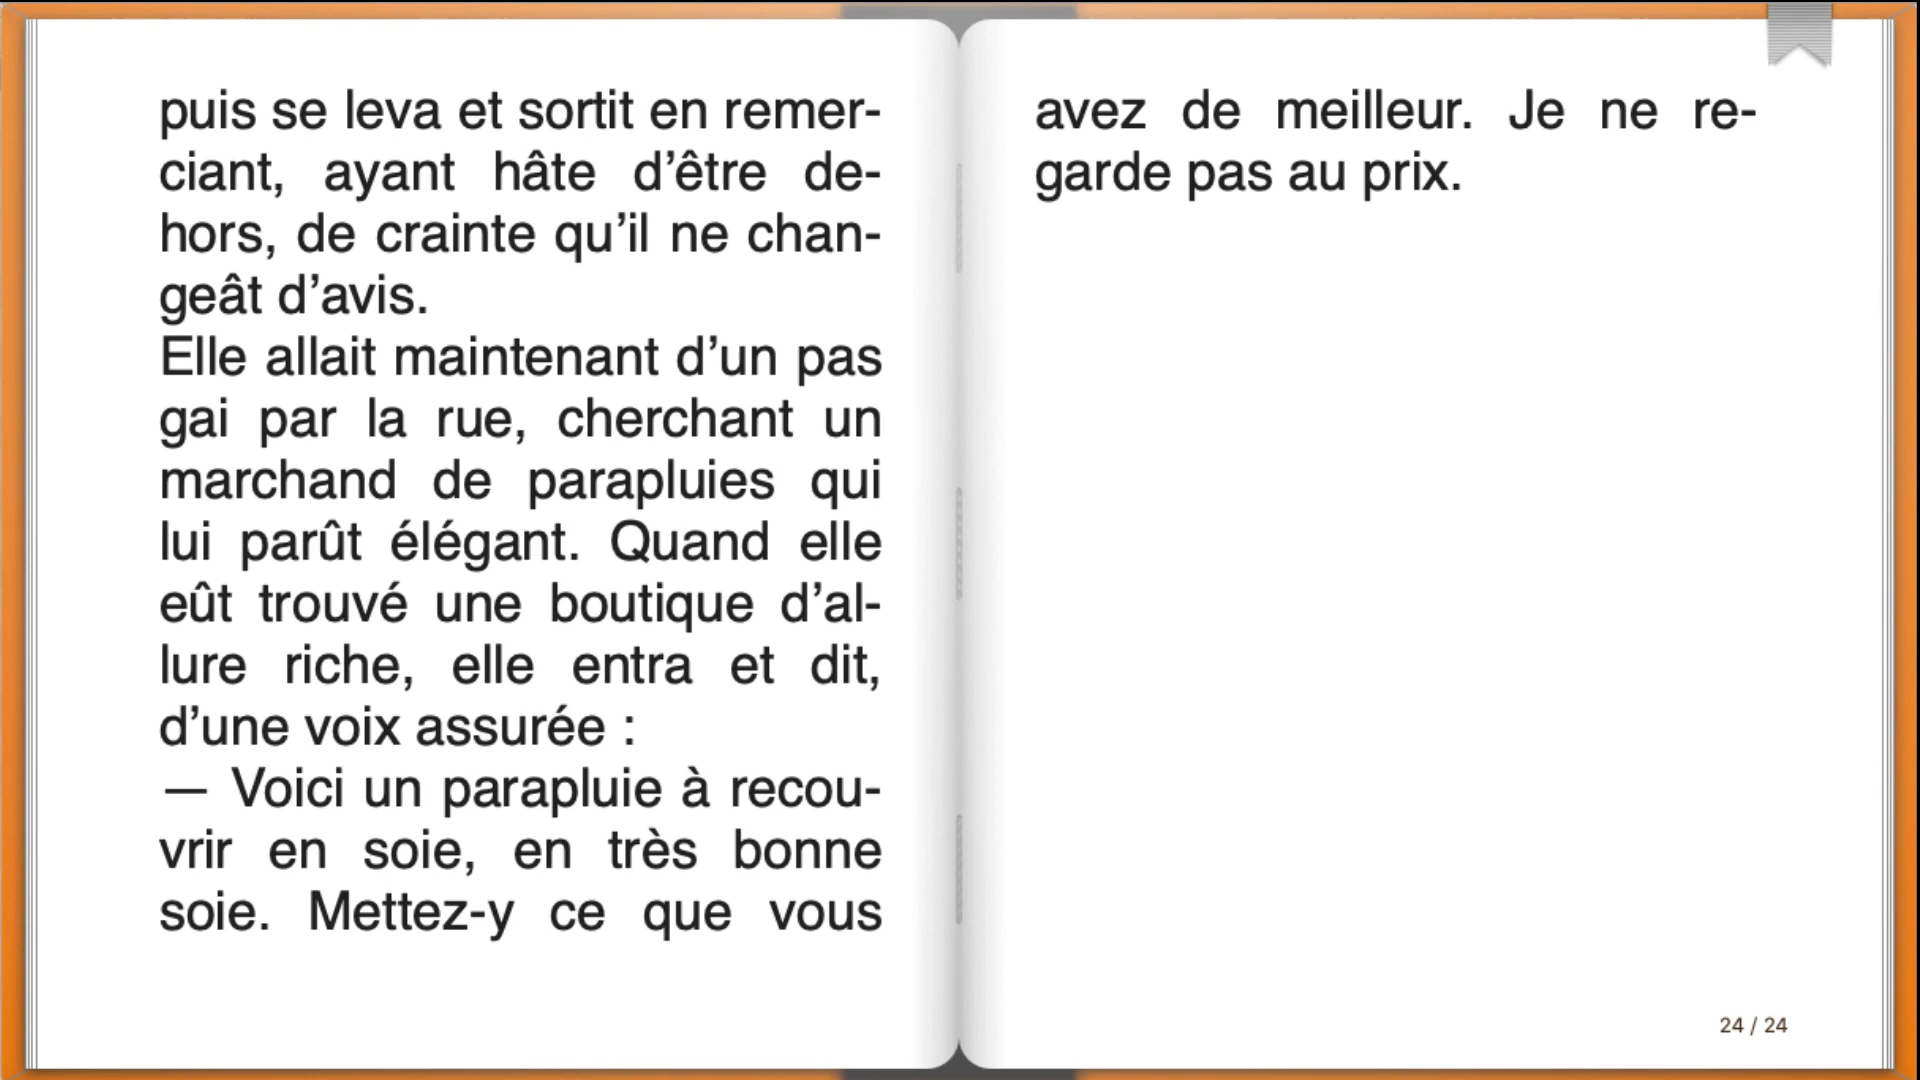 puis se leva et sortit en remer-
ciant, ayant hâte d’être de-
hors, de crainte qu’il ne chan-
geât d’avis.
Elle allait maintenant d’un pas
gai par la rue, cherchant un
marchand de parapluies qui
lui parût élégant. Quand elle
eût trouvé une boutique d’al-
lure riche, elle entra et dit,
d’une voix assurée :
— Voici un parapluie à recou-
vrir en soie, en très bonne
soie. Mettez-y ce que vous
avez de meilleur. Je ne re-
garde pas au prix.
24 / 24